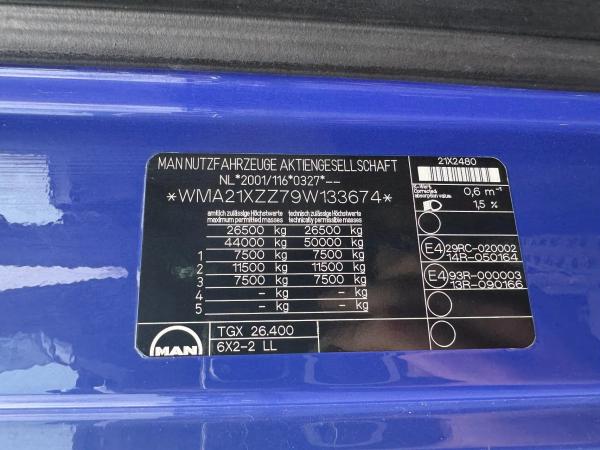 MAN NUTZFAHRZEUGE AKTIENGESELLSCHAFT
NL*2001/116*0327*--
*WMA21XZZ79W133674*
amtlich zulässige Höchstwerte technisch zulässige Höchstwerte
maximum permitted masses technically permissible masses
26500 kg 26500 kg
44000 kg 50000 kg
1 7500 kg 7500 kg
2 11500 kg 11500 kg
3 7500 kg 7500 kg
4 – kg – kg
5 – kg – kg
MAN
TGX 26.400
6X2-2 LL
21X2480
Corrected
absorption value
0,6 m-1
1,5 %
E4 29RC-020002
14R-050164
E4 93R-000003
13R-090166